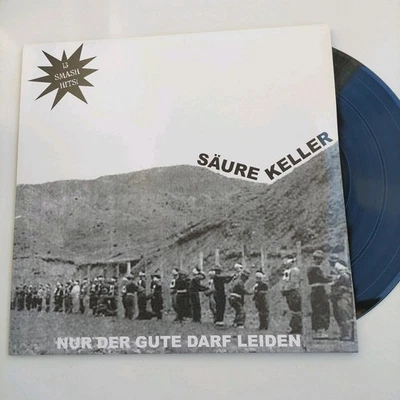 13
SMASH
HITS!
SÄURE KELLER
NUR DER GUTE DARF LEIDEN